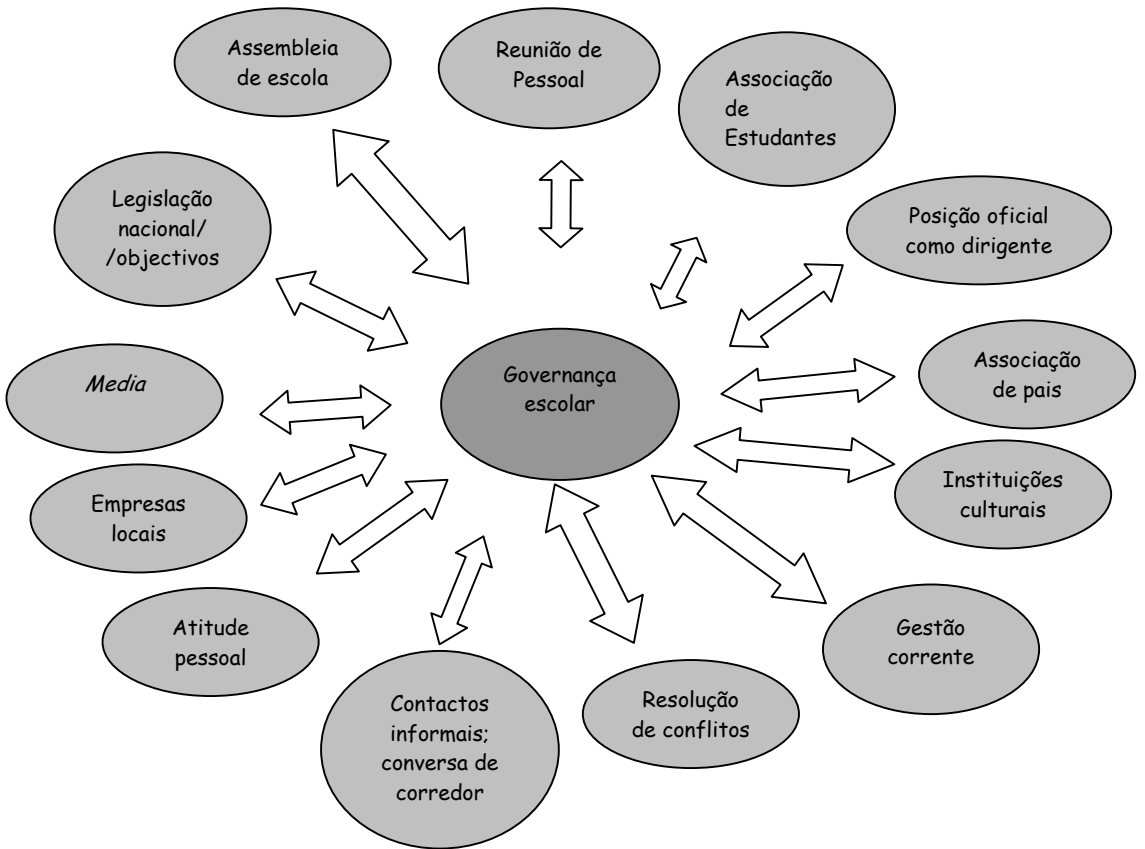 Assembleia
de escola
Reunião de
Pessoal
Associação
de
Estudantes
Legislação
nacional/
/objectivos
Posição oficial
como dirigente
Media
Governança
escolar
Associação
de pais
Empresas
locais
Instituições
culturais
Atitude
pessoal
Gestão
corrente
Contactos
informais;
conversa de
corredor
Resolução
de conflitos